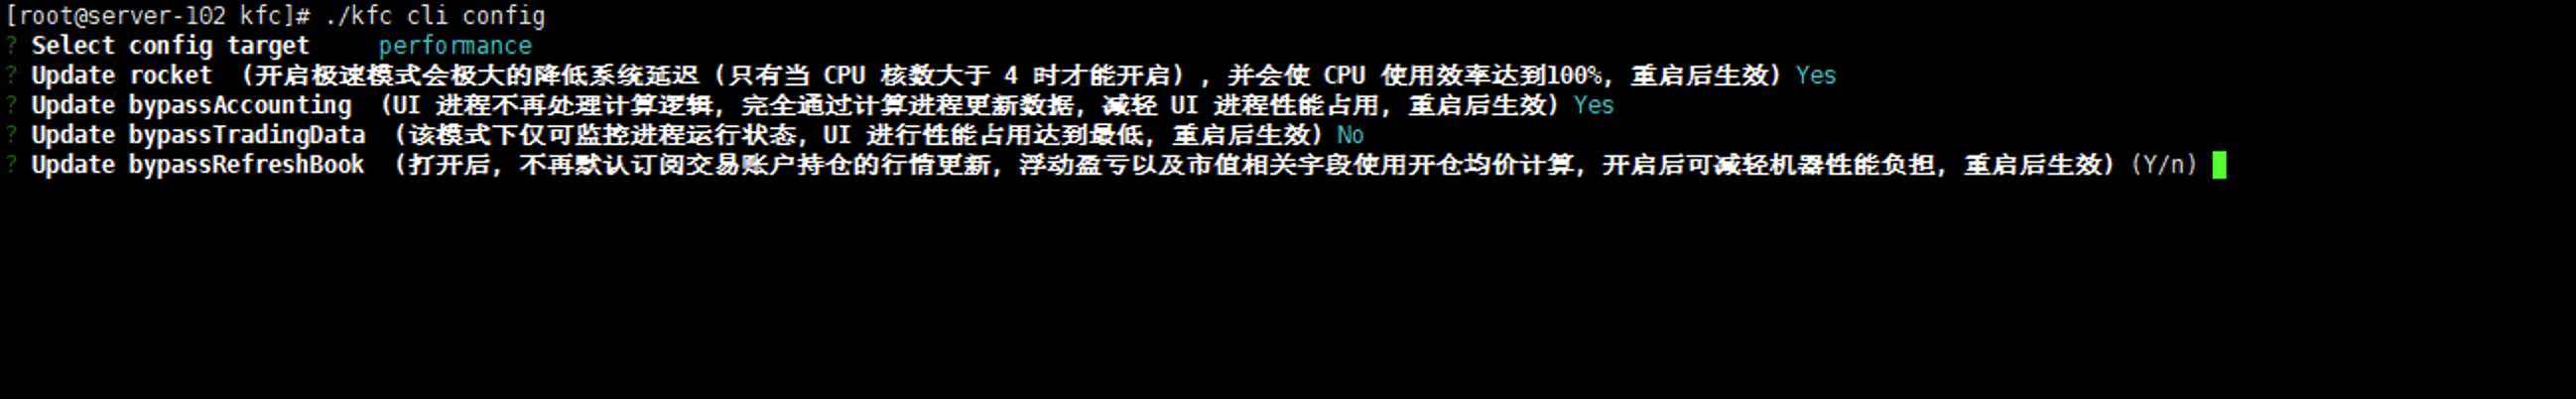 [root@server-102 kfc]# ./kfc cli config
? Select config target     performance
? Update rocket  (开启极速模式会极大的降低系统延迟 (只有当 CPU 核数大于 4 时才能开启) , 并会使 CPU 使用效率达到100%, 重启后生效) Yes
? Update bypassAccounting  (UI 进程不再处理计算逻辑, 完全通过计算进程更新数据, 减轻 UI 进程性能占用, 重启后生效) Yes
? Update bypassTradingData  (该模式下仅可监控进程运行状态, UI 进行性能占用达到最低, 重启后生效) No
? Update bypassRefreshBook  (打开后, 不再默认订阅交易账户持仓的行情更新, 浮动盈亏以及市值相关字段使用开仓均价计算, 开启后可减轻机器性能负担, 重启后生效) (Y/n)